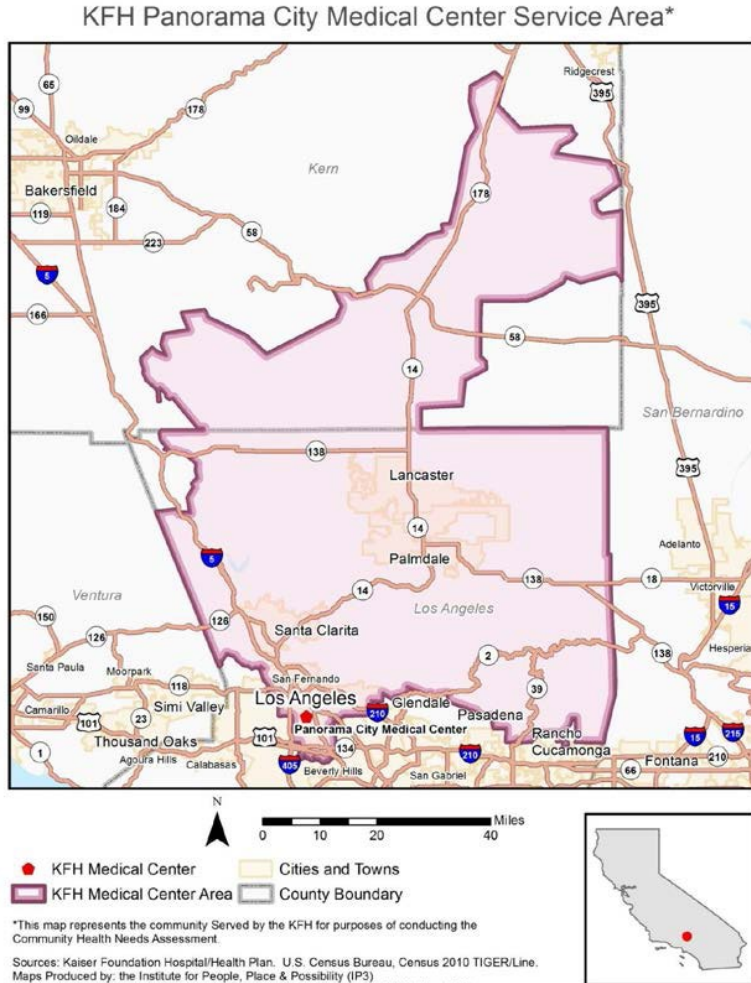 KFH Panorama City Medical Center Service Area*
Ridgecrest
65
395
99
178
Oildale
Kern
Bakersfield
178
119
184
58
223
5
395
166
58
14
San Bernardino
138
Lancaster
395
14
Adelanto
5
Palmdale
138
18
Victorville
Ventura
14
Los Angeles
15
150
126
126
Santa Clarita
Hesperia
138
2
Santa Paula
San Fernando
Moorpark
118
39
Los Angeles
210
Glendale
Camarillo
Simi Valley
Pasadena
101
23
Panorama City Medical Center
Rancho
15
215
Thousand Oaks
101
134
Cucamonga
1
Agoura Hills
Calabasas
405
Beverly Hills
210
San Gabriel
Fontana
210
66
N
Miles
0 5 10 20 40
KFH Medical Center
Cities and Towns
KFH Medical Center Area
County Boundary
*This map represents the community Served by the KFH for purposes of conducting the
Community Health Needs Assessment
Sources: Kaiser Foundation Hospital/Health Plan. U.S. Census Bureau, Census 2010 TIGER/Line.
Maps Produced by: the Institute for People, Place & Possibility (IP3)